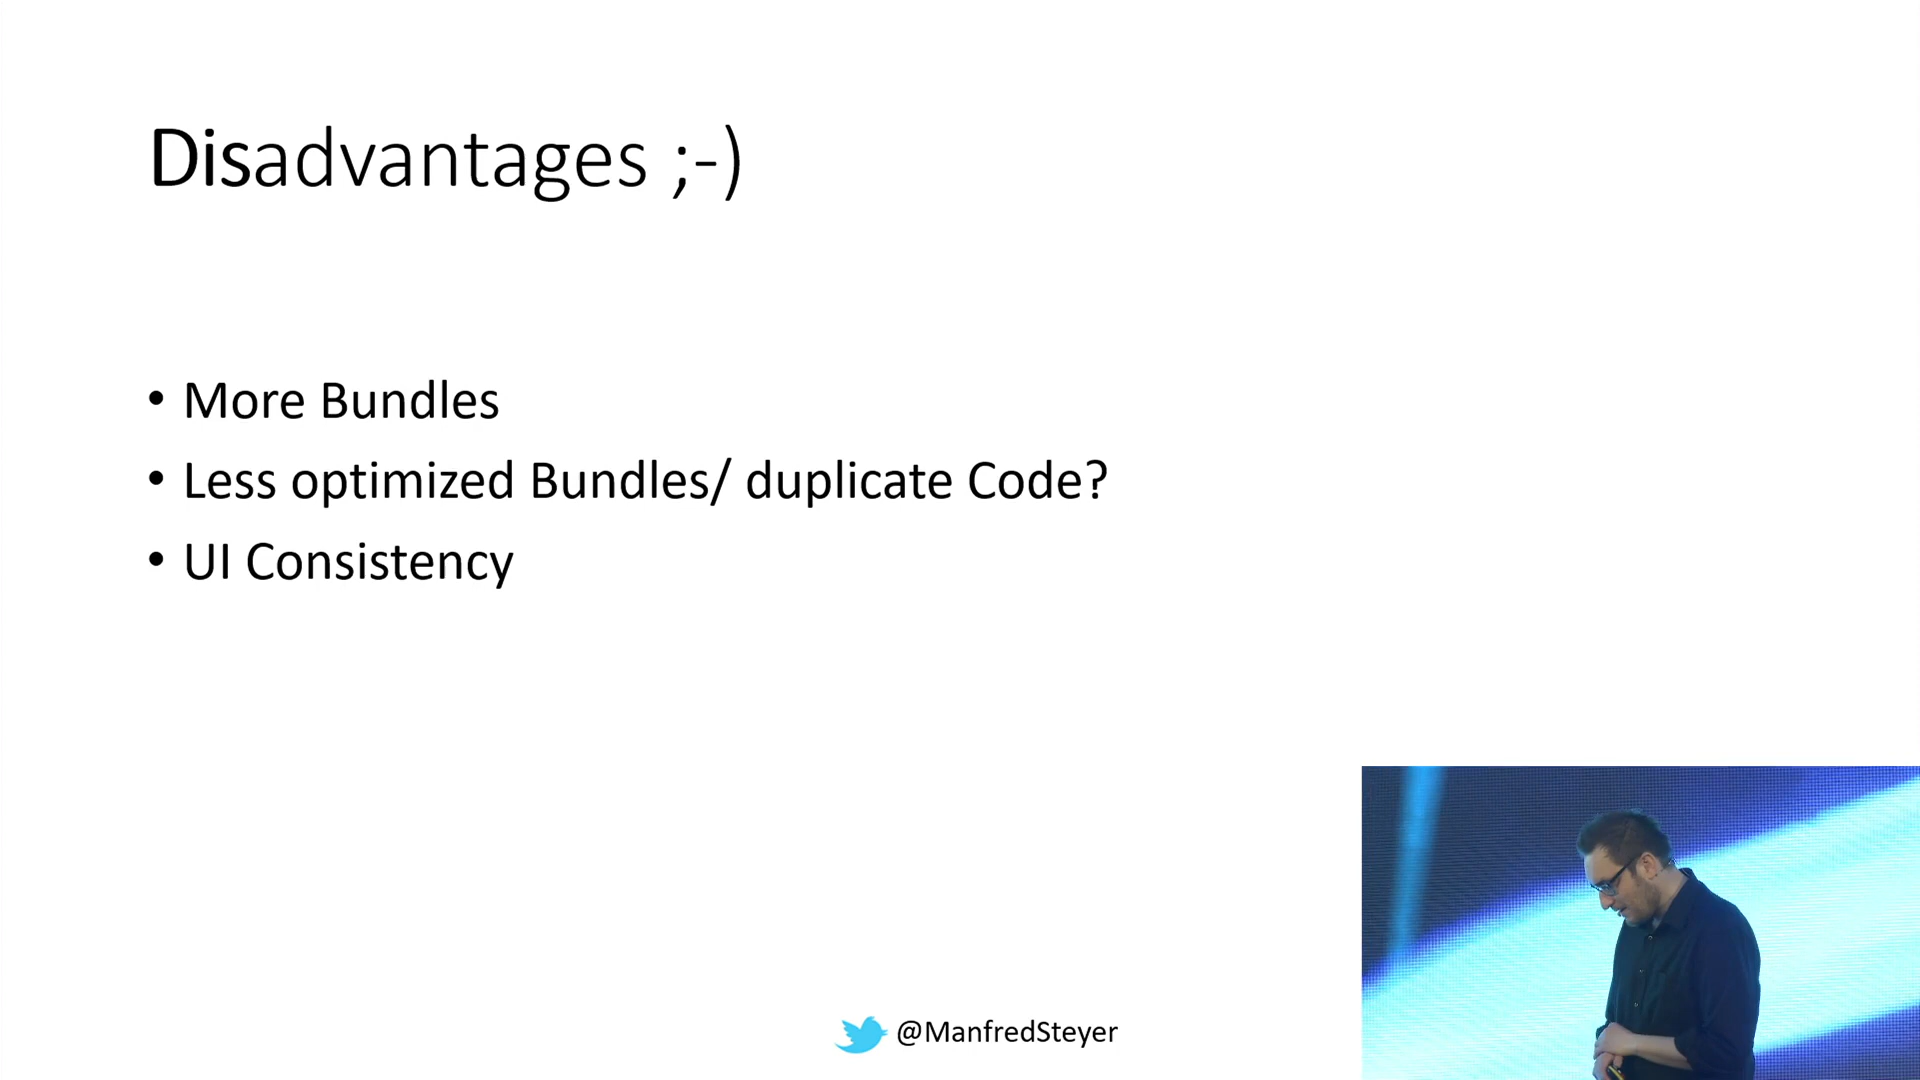 Disadvantages ;-)
• More Bundles
• Less optimized Bundles/ duplicate Code?
• UI Consistency
@ManfredSteyer